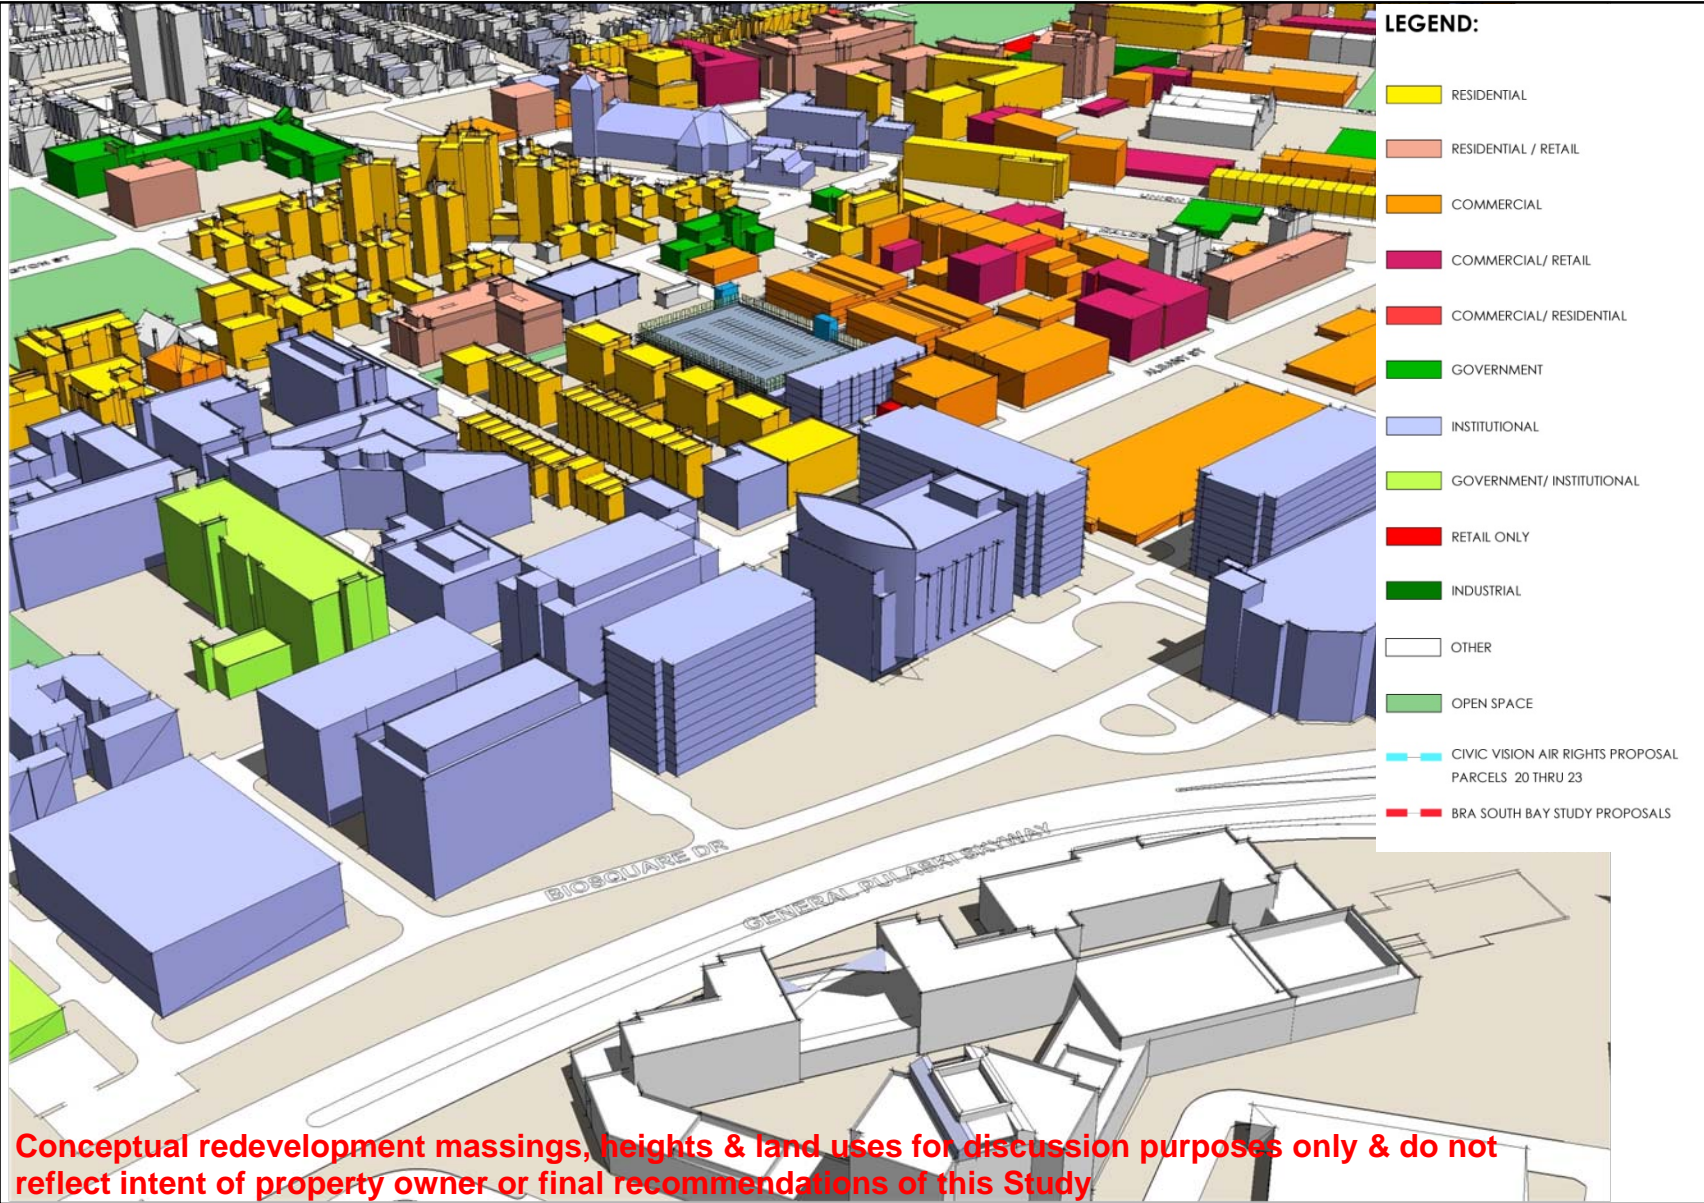 LEGEND:
RESIDENTIAL
RESIDENTIAL / RETAIL
COMMERCIAL
COMMERCIAL/ RETAIL
COMMERCIAL/ RESIDENTIAL
GOVERNMENT
INSTITUTIONAL
GOVERNMENT/ INSTITUTIONAL
RETAIL ONLY
INDUSTRIAL
OTHER
OPEN SPACE
CIVIC VISION AIR RIGHTS PROPOSAL
PARCELS 20 THRU 23
BRA SOUTH BAY STUDY PROPOSALS
ALBANY ST
BIOSQUARE DR
GENERAL PULASKI SKYWAY
Conceptual redevelopment massings, heights & land uses for discussion purposes only & do not
reflect intent of property owner or final recommendations of this Study